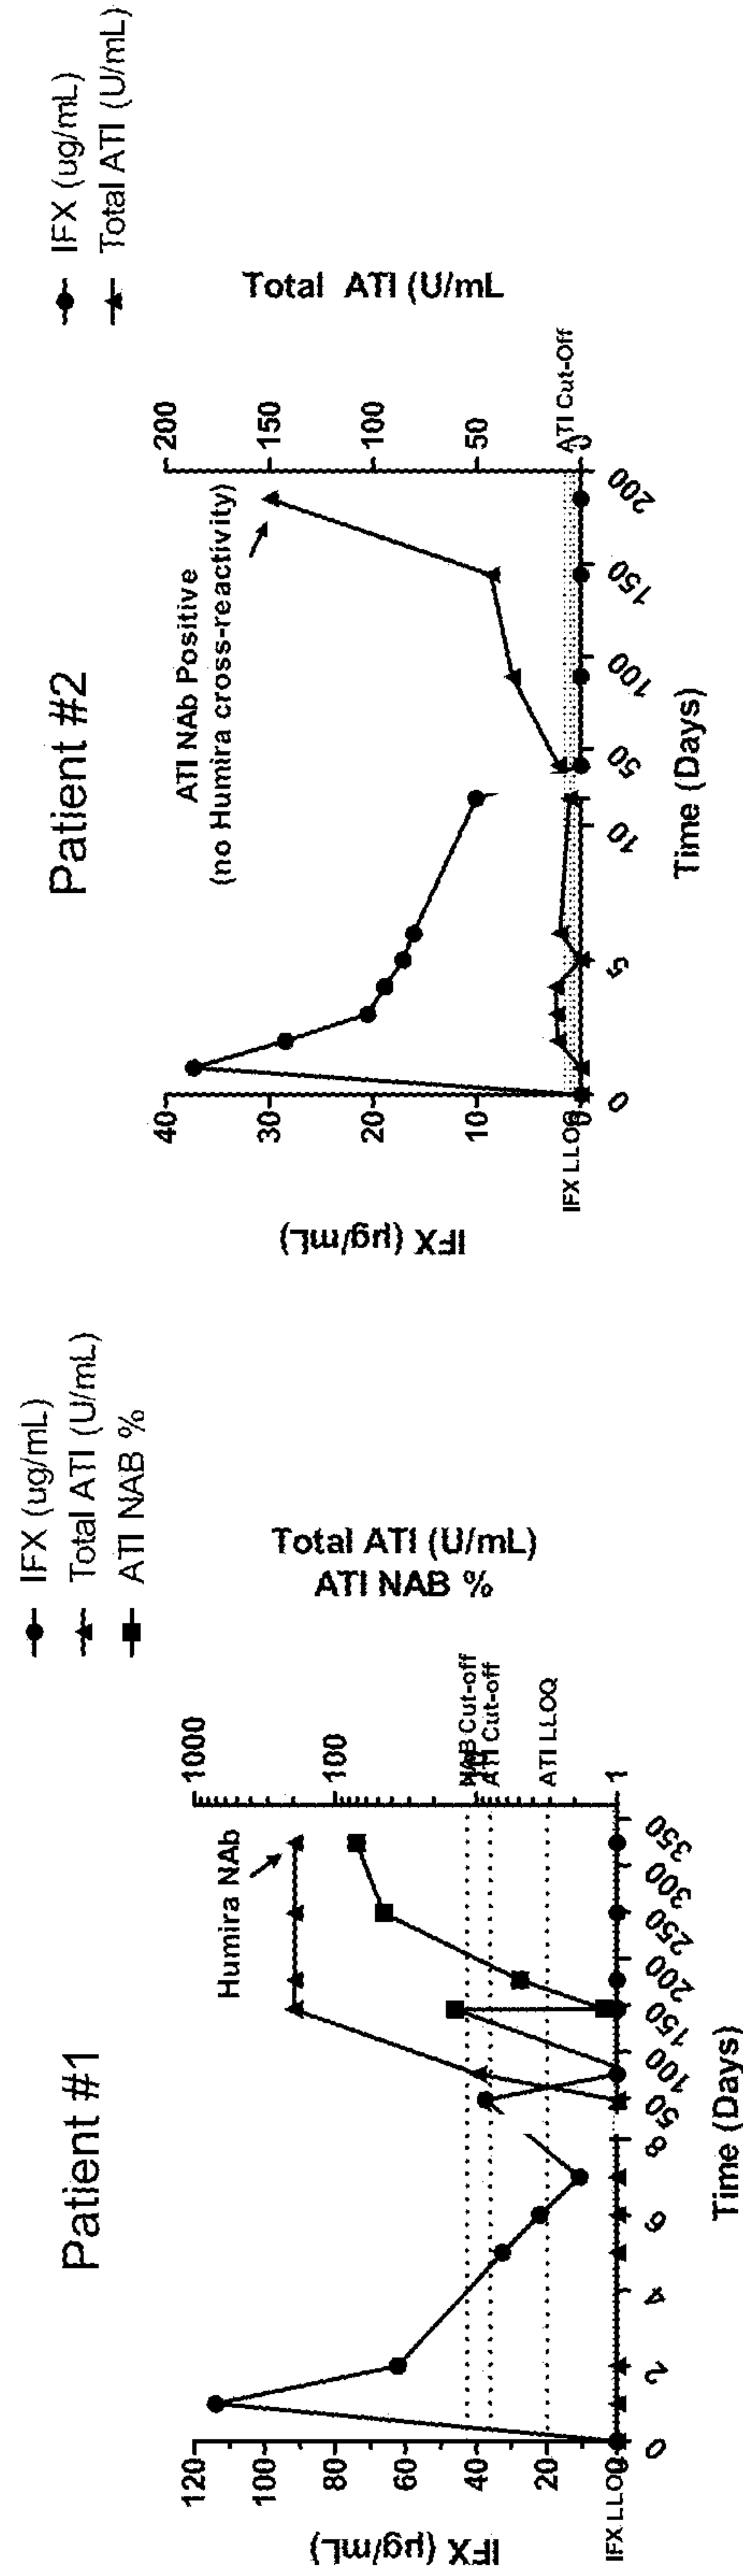 Patient #1
IFX (ug/mL)
Total ATI (U/mL)
ATI NAB %
IFX (µg/mL)
120
100
80
60
40
20
IFX LLOQ
0
2
4
6
8
50
100
150
200
250
300
350
Time (Days)
Humira NAb
1000
100
1
NAB Cut-off
ATI Cut-off
ATI LLOQ
Total ATI (U/mL)
ATI NAB %
Patient #2
IFX (ug/mL)
Total ATI (U/mL)
IFX (µg/mL)
40
30
20
10
0
IFX LLOQ
0
5
10
50
100
150
200
Time (Days)
ATI NAb Positive
(no Humira cross-reactivity)
200
150
100
50
0
ATI Cut-Off
Total ATI (U/mL